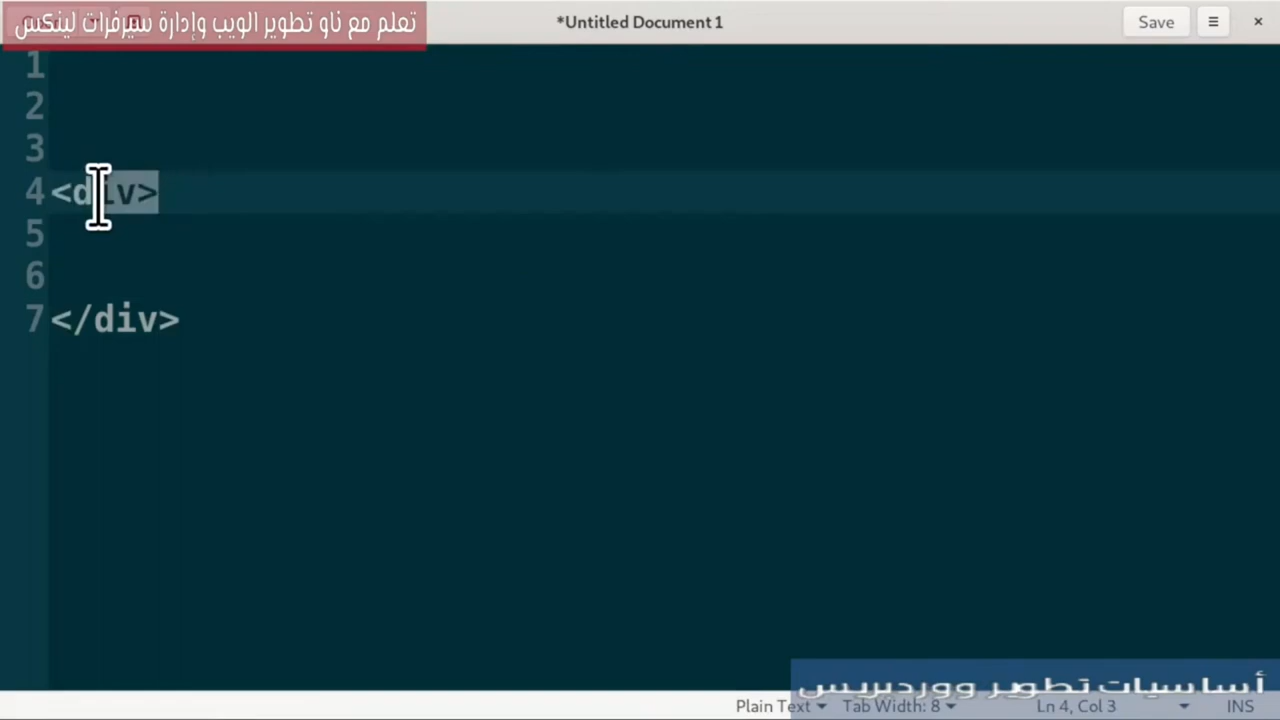 تعلم مع ناو تطوير الويب وإدارة سيرفرات لينكس
*Untitled Document 1
Save
1
2
3
4 <div>
5
6
7 </div>
أساسيات تطوير ووردبريس
Plain Text
Tab Width: 8
Ln 4, Col 3
INS